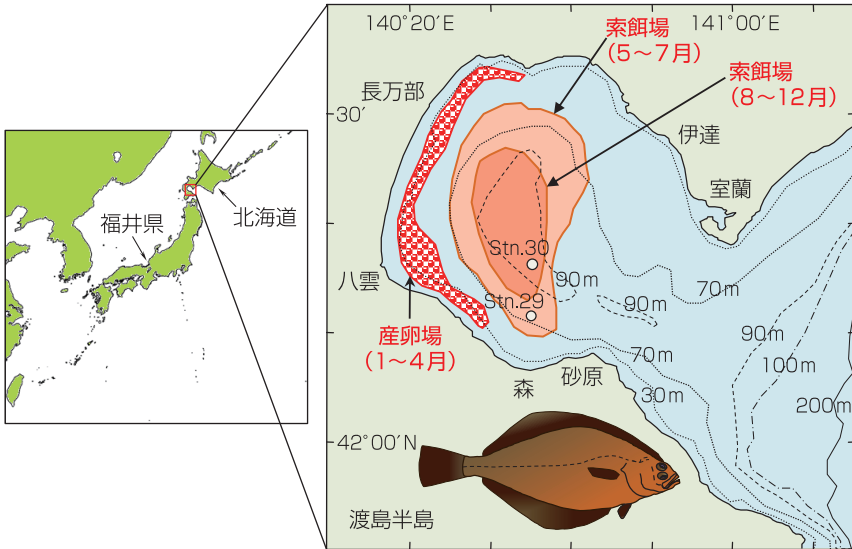 140°20′E
141°00′E
索餌場
（5〜7月）
索餌場
（8〜12月）
長万部
30′
伊達
室蘭
北海道
福井県
Stn.30
八雲
90m
Stn.29
90m
70m
産卵場
（1〜4月）
90m
70m
100m
森
砂原
30m
200m
42°00′N
渡島半島